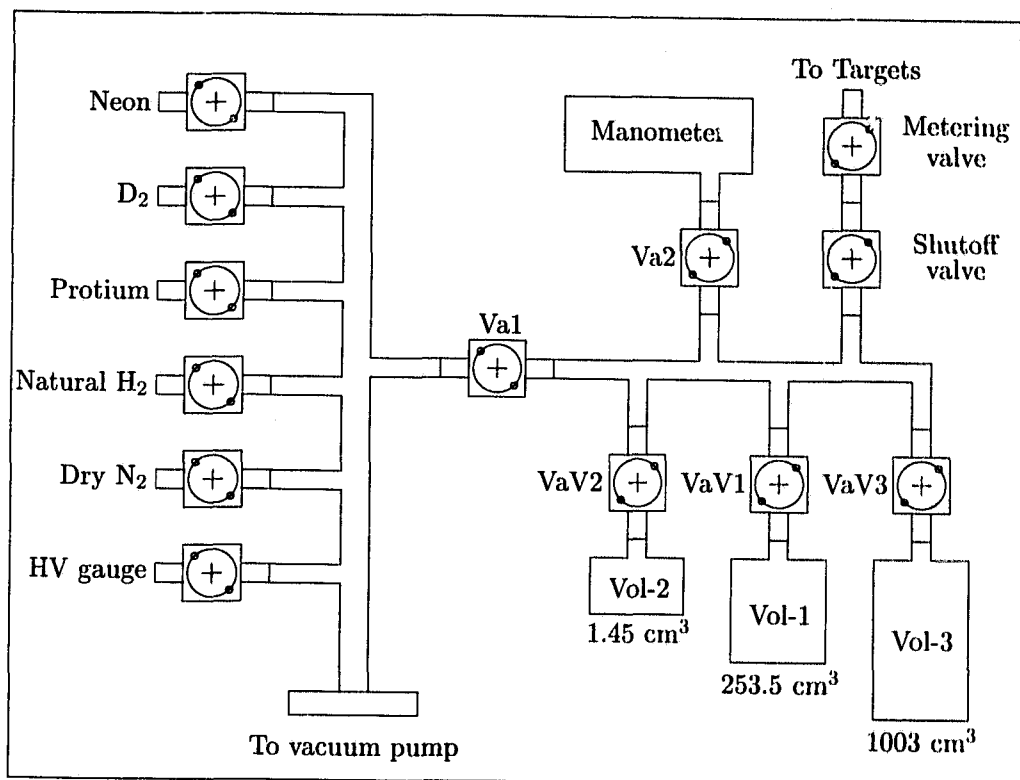 Neon
D₂
Protium
Natural H₂
Dry N₂
HV gauge
To vacuum pump
Va1
Manometer
Va2
To Targets
Metering
valve
Shutoff
valve
VaV2
VaV1
VaV3
Vol-2
1.45 cm³
Vol-1
253.5 cm³
Vol-3
1003 cm³